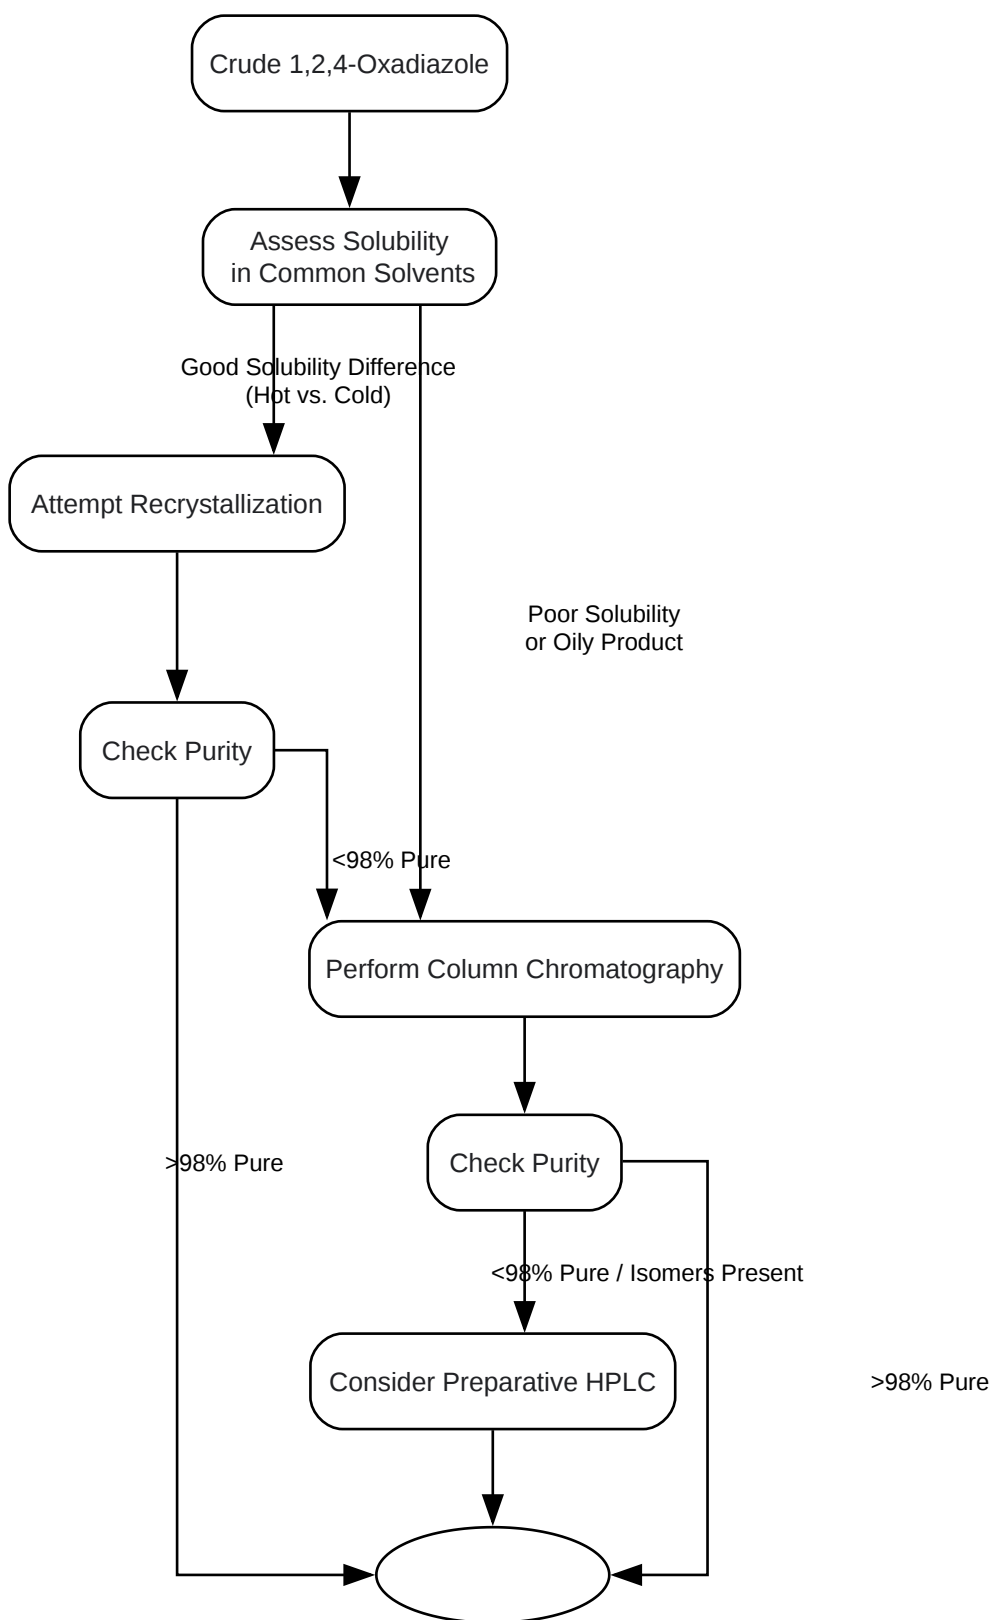 Crude 1,2,4-Oxadiazole
Assess Solubility
in Common Solvents
Good Solubility Difference
(Hot vs. Cold)
Attempt Recrystallization
Poor Solubility
or Oily Product
Check Purity
<98% Pure
Perform Column Chromatography
>98% Pure
Check Purity
<98% Pure / Isomers Present
Consider Preparative HPLC
>98% Pure